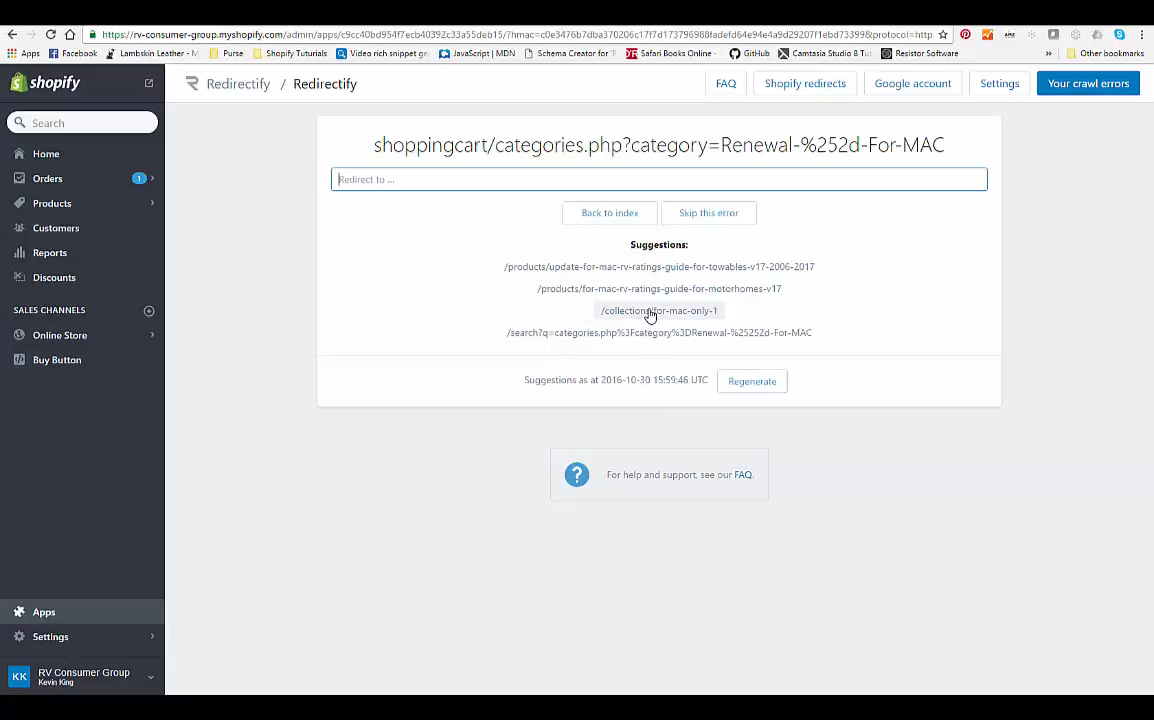 https://rv-consumer-group.myshopify.com/admin/apps/c9cc40bd954f7ecb40392c33a55deb15/?hmac=c0e3476b7dba370206c17f7d173796988fadefd64e94e4a9d29207f1ebd73399&protocol=http
Apps Facebook Lambskin Leather - M Purse Shopify Tutorials Video rich snippet ge JavaScript | MDN Schema Creator for Safari Books Online - GitHub Camtasia Studio 8 Tut Resistor Software » Other bookmarks
shopify Redirectify / Redirectify FAQ Shopify redirects Google account Settings Your crawl errors
Search
Home
Orders 1
Products
Customers
Reports
Discounts
SALES CHANNELS
Online Store
Buy Button
Apps
Settings
KK RV Consumer Group
Kevin King
shoppingcart/categories.php?category=Renewal-%252d-For-MAC
Redirect to ...
Back to index Skip this error
Suggestions:
/products/update-for-mac-rv-ratings-guide-for-towables-v17-2006-2017
/products/for-mac-rv-ratings-guide-for-motorhomes-v17
/collections/for-mac-only-1
/search?q=categories.php%3Fcategory%3DRenewal-%25252d-For-MAC
Suggestions as at 2016-10-30 15:59:46 UTC Regenerate
? For help and support, see our FAQ.